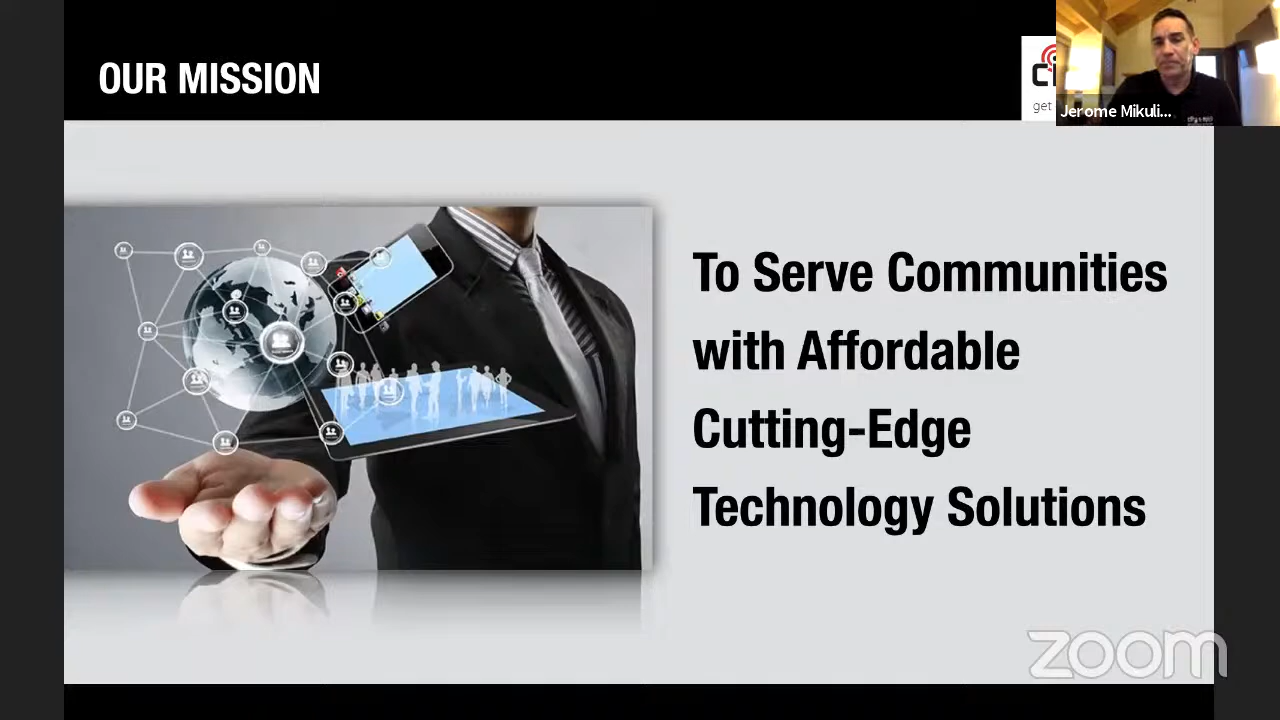 OUR MISSION
get
Jerome Mikuli...
To Serve Communities
with Affordable
Cutting-Edge
Technology Solutions
zoom